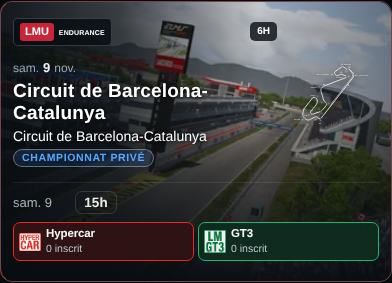 LMU ENDURANCE
6H
sam. 9 nov.
Circuit de Barcelona-
Catalunya
Circuit de Barcelona-Catalunya
CHAMPIONNAT PRIVÉ
sam. 9 15h
HYPER CAR Hypercar
0 inscrit
LM GT3 GT3
0 inscrit